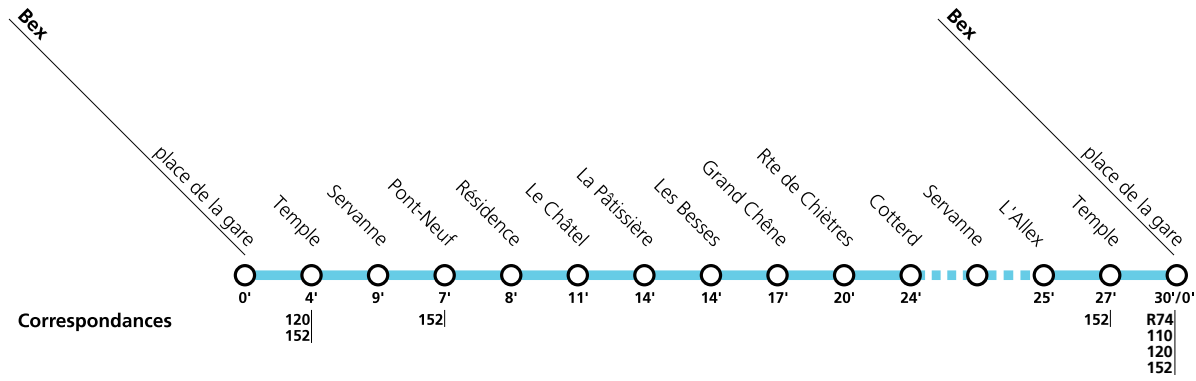 Bex
place de la gare
Temple
Servanne
Pont-Neuf
Résidence
Le Châtel
La Pâtissière
Les Besses
Grand Chêne
Rte de Chiètres
Cotterd
Servanne
L'Allex
Temple
Bex
place de la gare
0' 4' 9' 7' 8' 11' 14' 14' 17' 20' 24' 25' 27' 30'/0'
Correspondances 120 152 152 R74
152 110
120
152